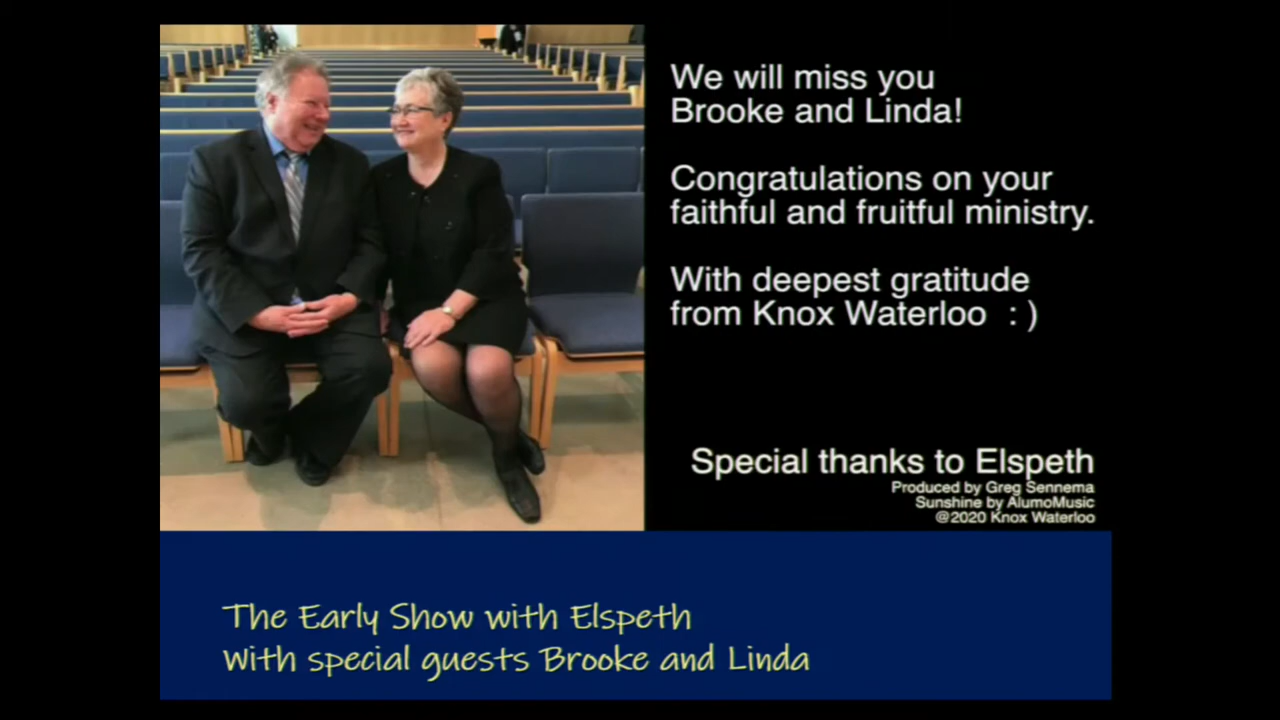 We will miss you
Brooke and Linda!
Congratulations on your
faithful and fruitful ministry.
With deepest gratitude
from Knox Waterloo : )
Special thanks to Elspeth
Produced by Greg Sennema
Sunshine by AlumoMusic
@2020 Knox Waterloo
The Early Show with Elspeth
With special guests Brooke and Linda